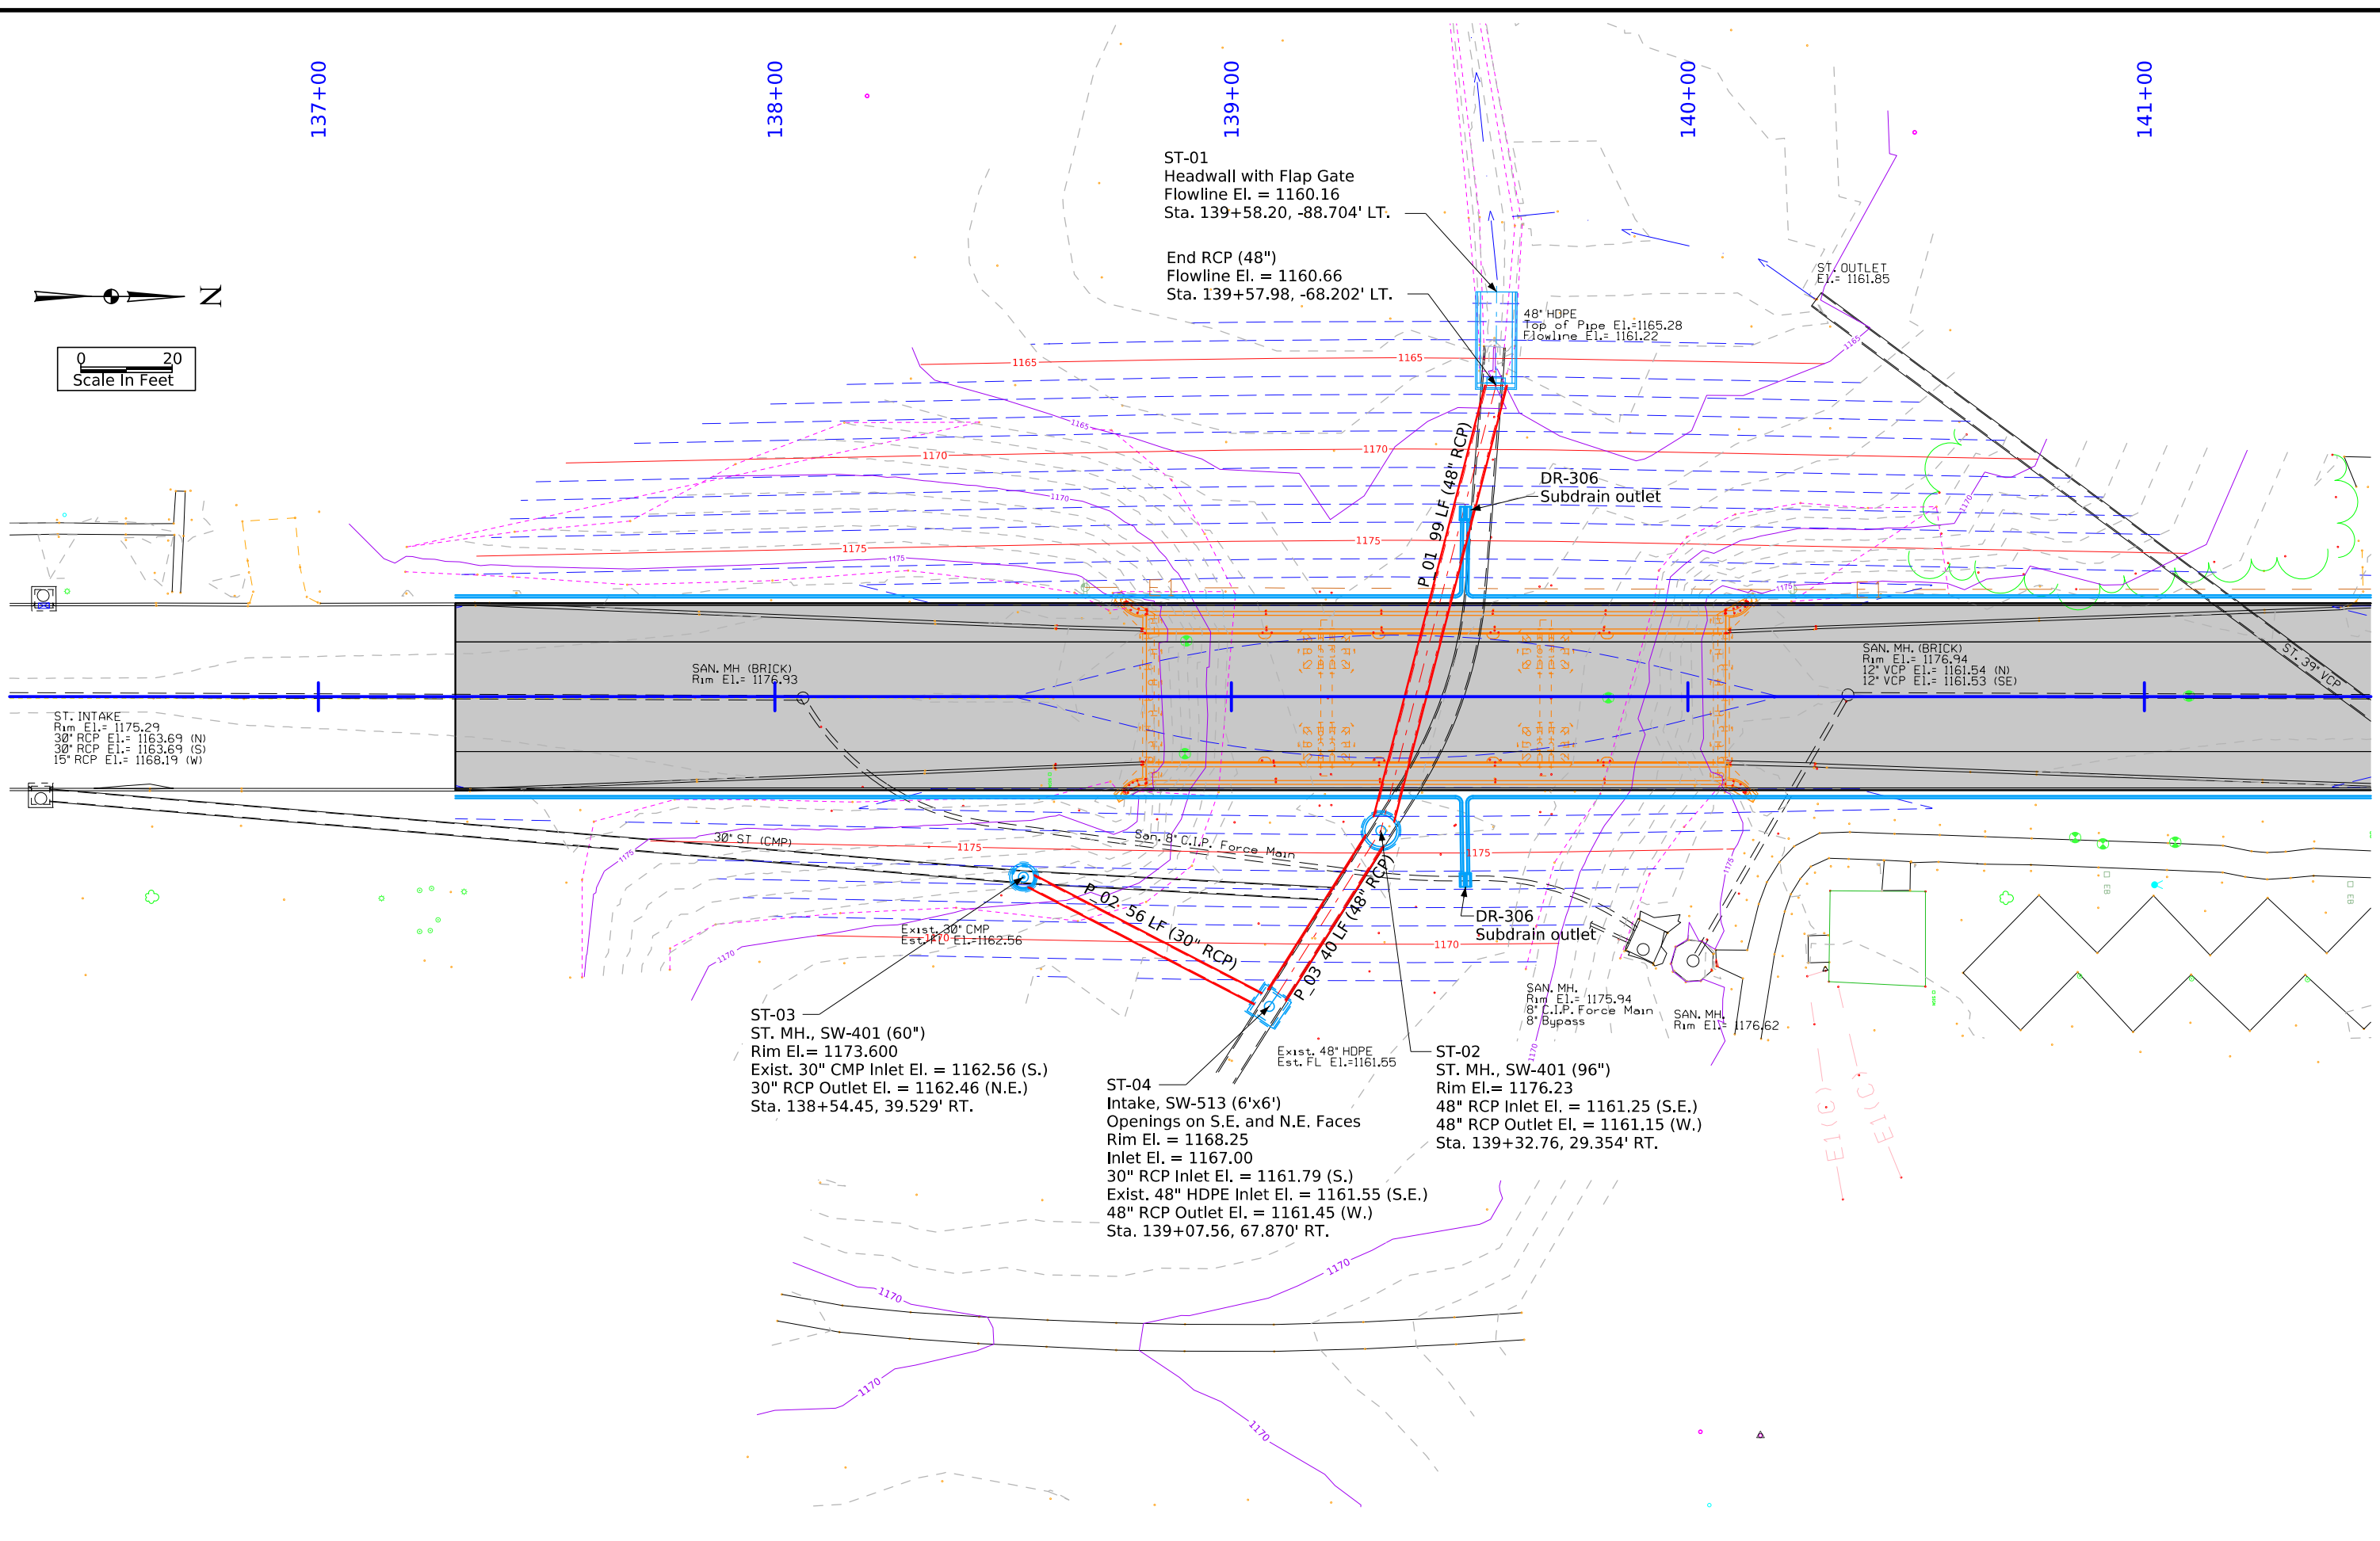 137+00
138+00
139+00
140+00
141+00
ST-01
Headwall with Flap Gate
Flowline El. = 1160.16
Sta. 139+58.20, -88.704' LT.
End RCP (48")
Flowline El. = 1160.66
Sta. 139+57.98, -68.202' LT.
N
0 20
Scale In Feet
ST. OUTLET
El.= 1161.85
48" HDPE
Top of Pipe El.=1165.28
Flowline El.= 1161.22
1165
1165
1165
1165
1170
1170
1170
1170
DR-306
Subdrain outlet
P_01 99 LF (48" RCP)
1175
1175
1175
1175
SAN. MH (BRICK)
Rim El.= 1176.93
SAN. MH. (BRICK)
Rim El.= 1176.94
12" VCP El.= 1161.54 (N)
12" VCP El.= 1161.53 (SE)
ST. 39" VCP
ST. INTAKE
Rim El.= 1175.29
30" RCP El.= 1163.69 (N)
30" RCP El.= 1163.69 (S)
15" RCP El.= 1168.19 (W)
30" ST (CMP)
San. 8" C.I.P. Force Main
1175
1175
1175
1175
P_02 56 LF (30" RCP)
P_03 40 LF (48" RCP)
Exist. 30" CMP
Est. FL El.=1162.56
1170
1170
1170
1170
DR-306
Subdrain outlet
EB
EB
SAN. MH.
Rim El.= 1175.94
8" C.I.P. Force Main
8" Bypass
SAN. MH.
Rim El.= 1176.62
ST-03
ST. MH., SW-401 (60")
Rim El.= 1173.600
Exist. 30" CMP Inlet El. = 1162.56 (S.)
30" RCP Outlet El. = 1162.46 (N.E.)
Sta. 138+54.45, 39.529' RT.
Exist. 48" HDPE
Est. FL El.=1161.55
ST-02
ST. MH., SW-401 (96")
Rim El.= 1176.23
48" RCP Inlet El. = 1161.25 (S.E.)
48" RCP Outlet El. = 1161.15 (W.)
Sta. 139+32.76, 29.354' RT.
ST-04
Intake, SW-513 (6'x6')
Openings on S.E. and N.E. Faces
Rim El. = 1168.25
Inlet El. = 1167.00
30" RCP Inlet El. = 1161.79 (S.)
Exist. 48" HDPE Inlet El. = 1161.55 (S.E.)
48" RCP Outlet El. = 1161.45 (W.)
Sta. 139+07.56, 67.870' RT.
E1(C)
E1(C)
1170
1170
1170
1170